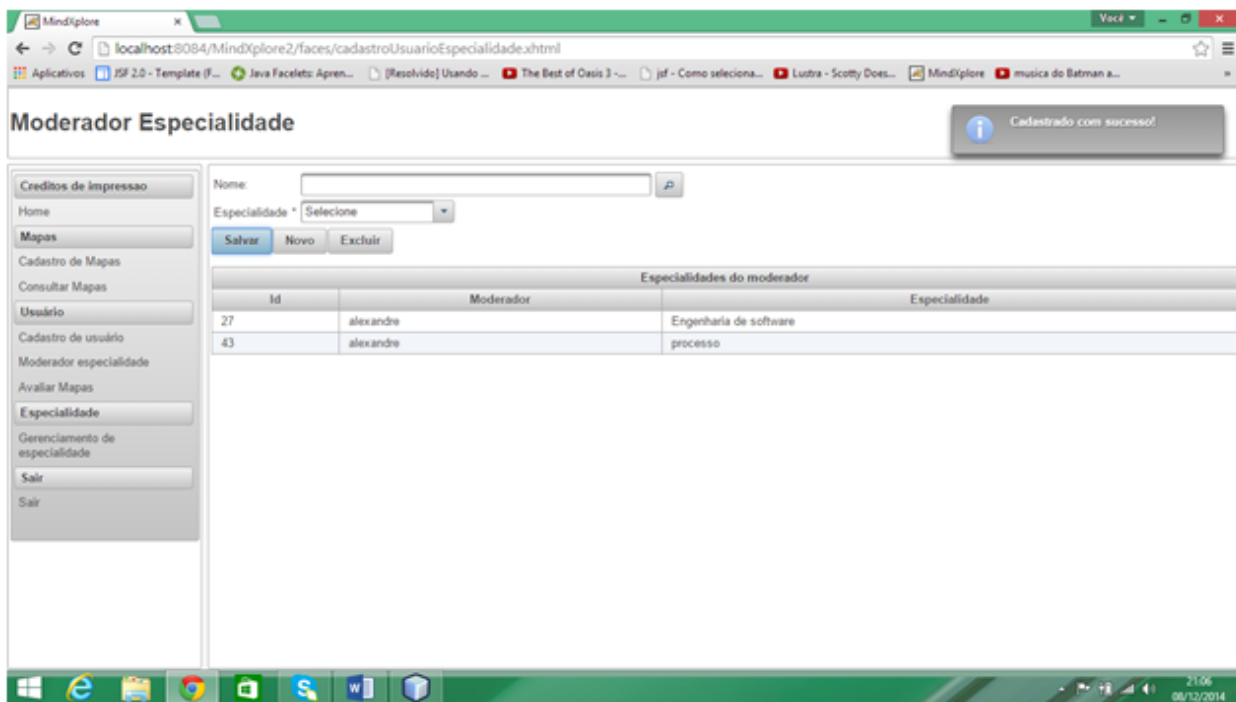 MindXplore
Você
localhost:8084/MindXplore2/faces/cadastroUsuarioEspecialidade.xhtml
Aplicativos JSF 2.0 - Template (F... Java Facelets: Apren... [Resolvido] Usando ... The Best of Oasis 3 -... jsf - Como seleciona... Lustra - Scotty Does... MindXplore musica do Batman a... »
Moderador Especialidade
Cadastrado com sucesso!
Creditos de impressao
Home
Mapas
Cadastro de Mapas
Consultar Mapas
Usuário
Cadastro de usuário
Moderador especialidade
Avaliar Mapas
Especialidade
Gerenciamento de
especialidade
Sair
Sair
Nome:
Especialidade * Selecione
Salvar Novo Excluir
Especialidades do moderador
Id Moderador Especialidade
27 alexandre Engenharia de software
43 alexandre processo
21:06
08/12/2014